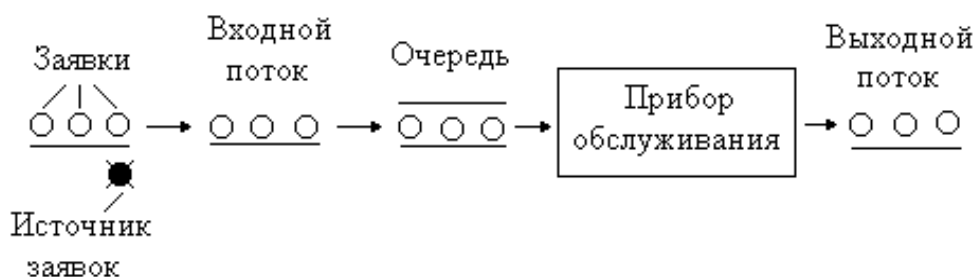 Заявки
Входной
поток
Очередь
Прибор
обслуживания
Выходной
поток
Источник
заявок